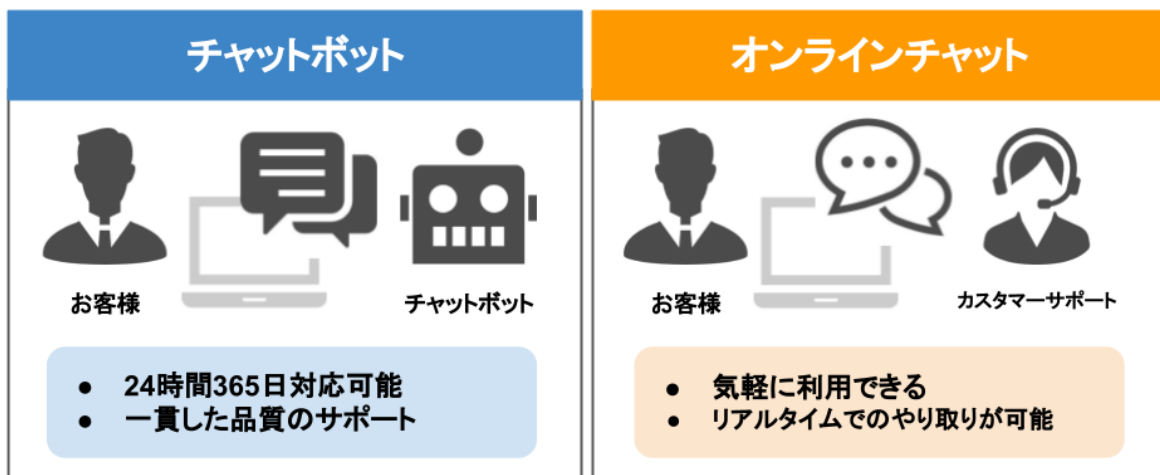 チャットボット
お客様
チャットボット
● 24時間365日対応可能
● 一貫した品質のサポート
オンラインチャット
お客様
カスタマーサポート
● 気軽に利用できる
● リアルタイムでのやり取りが可能